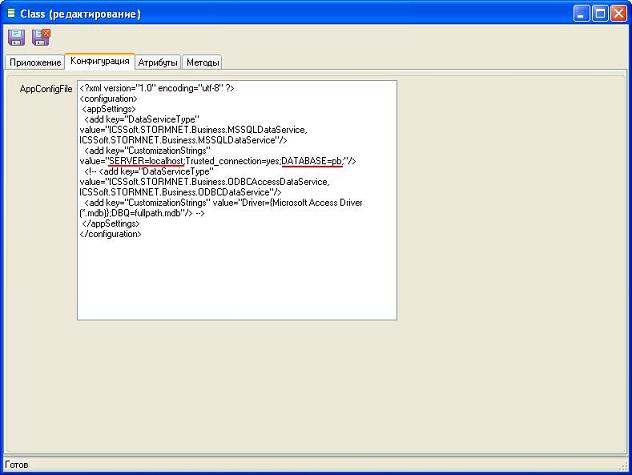 Class (редактирование)
Приложение Конфигурация Атрибуты Методы
AppConfigFile
<?xml version="1.0" encoding="utf-8" ?>
<configuration>
<appSettings>
<add key="DataServiceType"
value="ICSSoft.STORMNET.Business.MSSQLDataService,
ICSSoft.STORMNET.Business.MSSQLDataService"/>
<add key="CustomizationStrings"
value="SERVER=localhost;Trusted_connection=yes;DATABASE=pb;"/>
<!-- <add key="DataServiceType"
value="ICSSoft.STORMNET.Business.ODBCAccessDataService,
ICSSoft.STORMNET.Business.ODBCDataService"/>
<add key="CustomizationStrings" value="Driver={Microsoft Access Driver
(*.mdb)};DBQ=fullpath.mdb"/> -->
</appSettings>
</configuration>
Готов